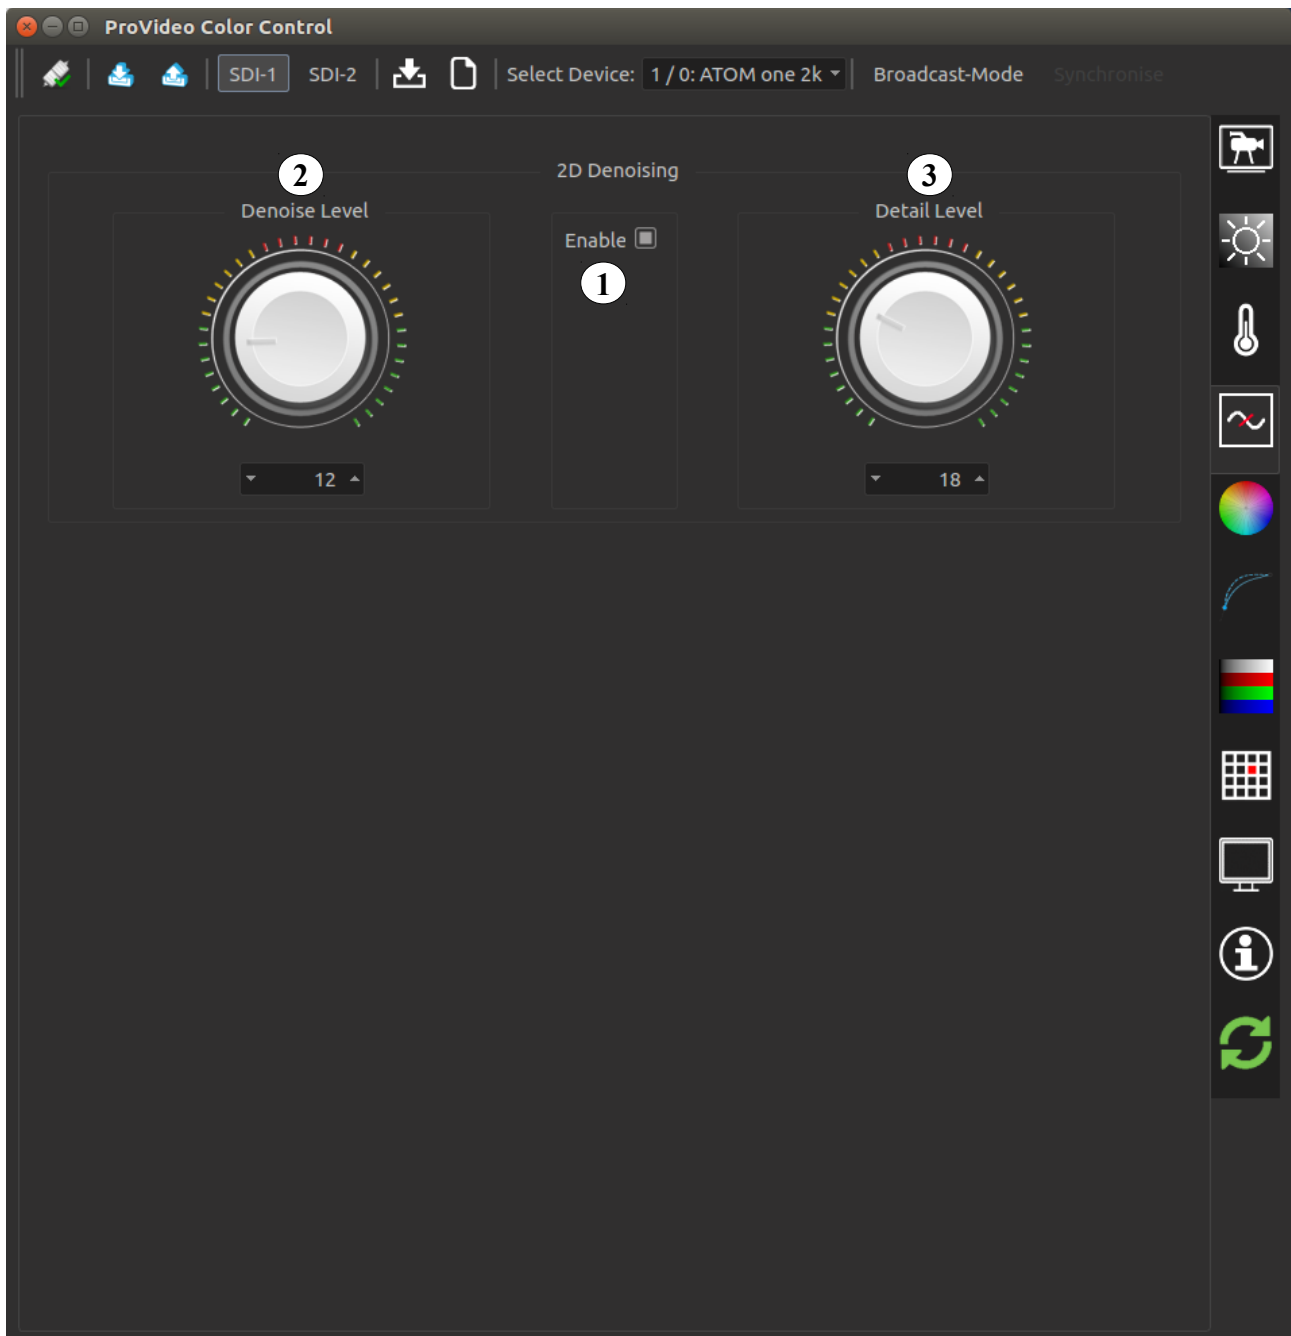 ProVideo Color Control
SDI-1 SDI-2 Select Device: 1 / 0: ATOM one 2k Broadcast-Mode Synchronise
2D Denoising
2 3
Denoise Level Detail Level
Enable
1
12 18